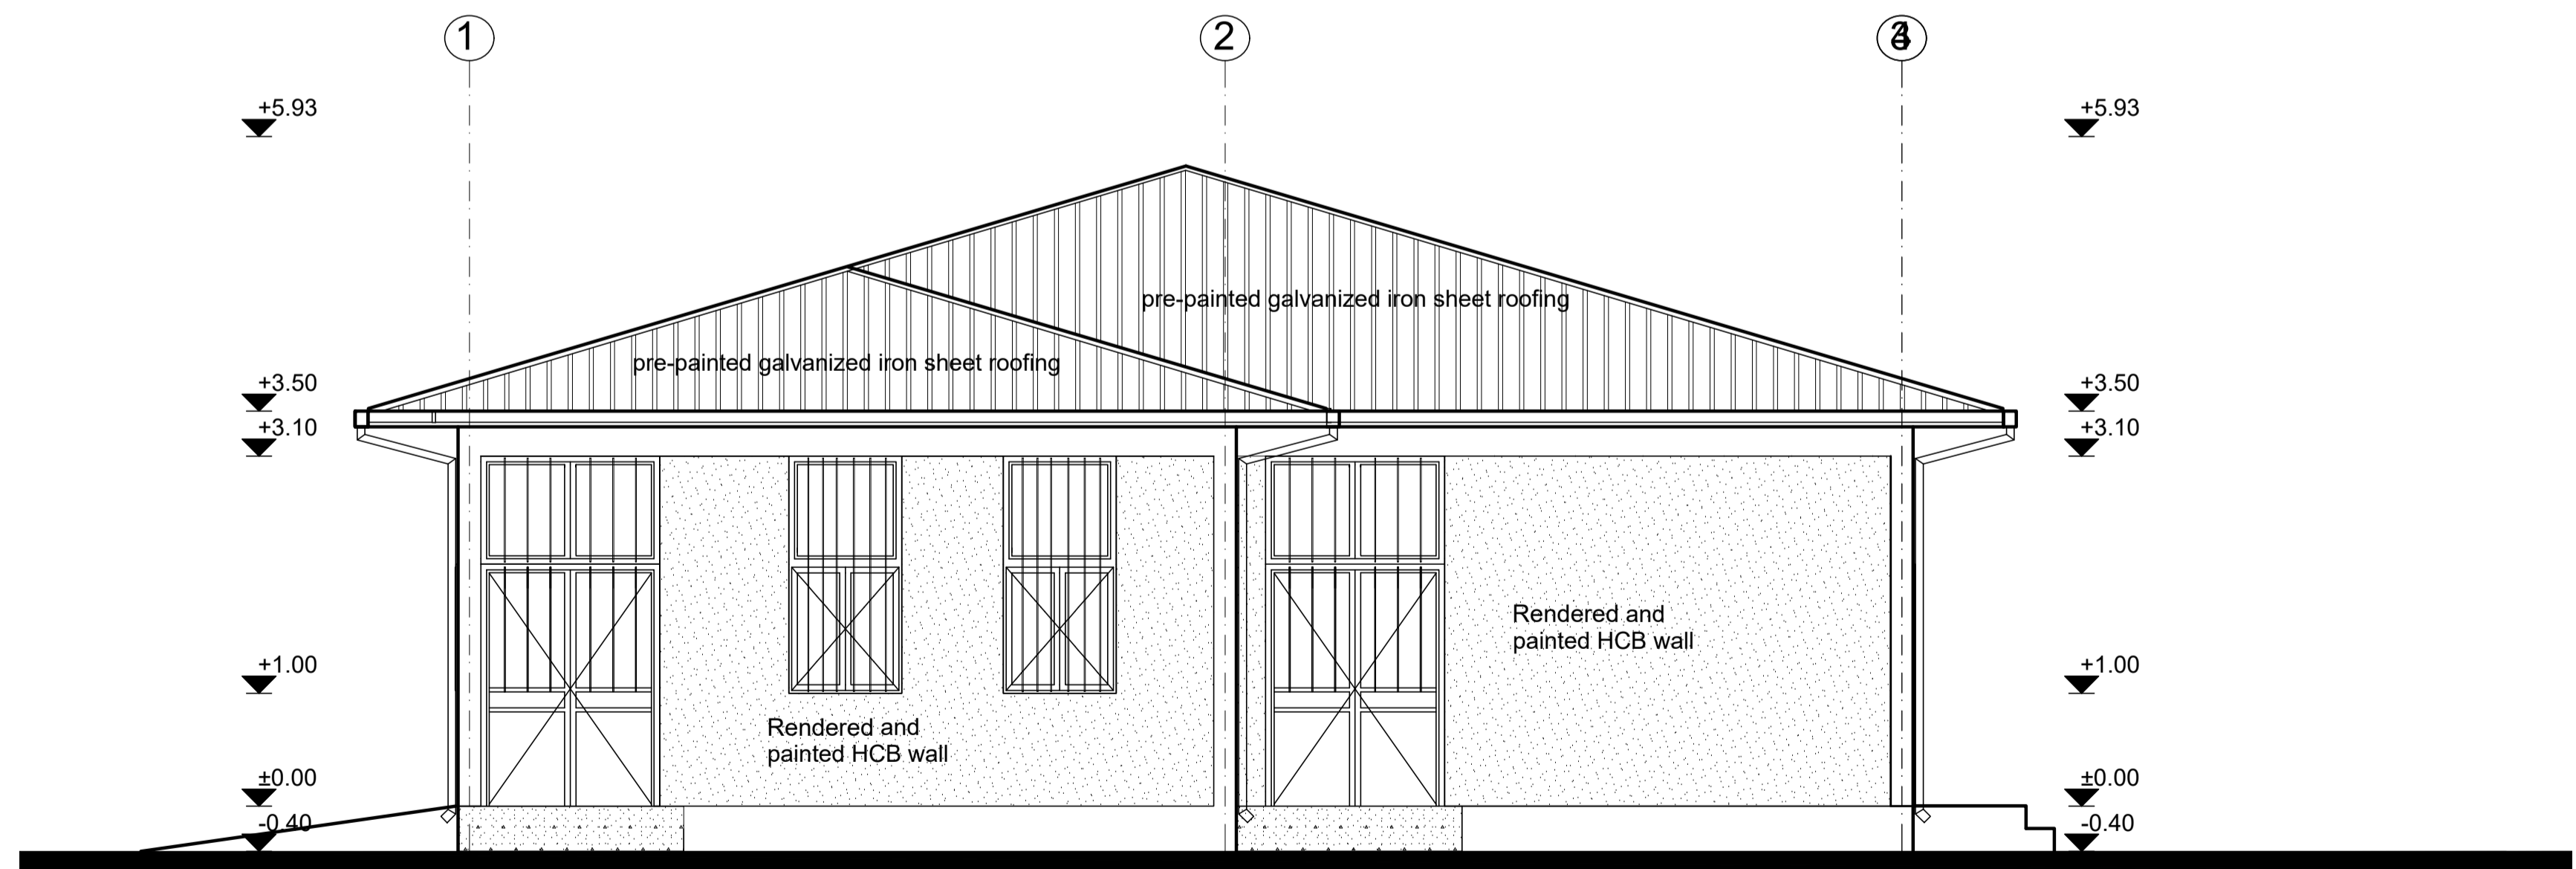 1
2
+5.93
+5.93
pre-painted galvanized iron sheet roofing
pre-painted galvanized iron sheet roofing
+3.50
+3.50
+3.10
+3.10
Rendered and
painted HCB wall
+1.00
+1.00
Rendered and
painted HCB wall
±0.00
±0.00
-0.40
-0.40